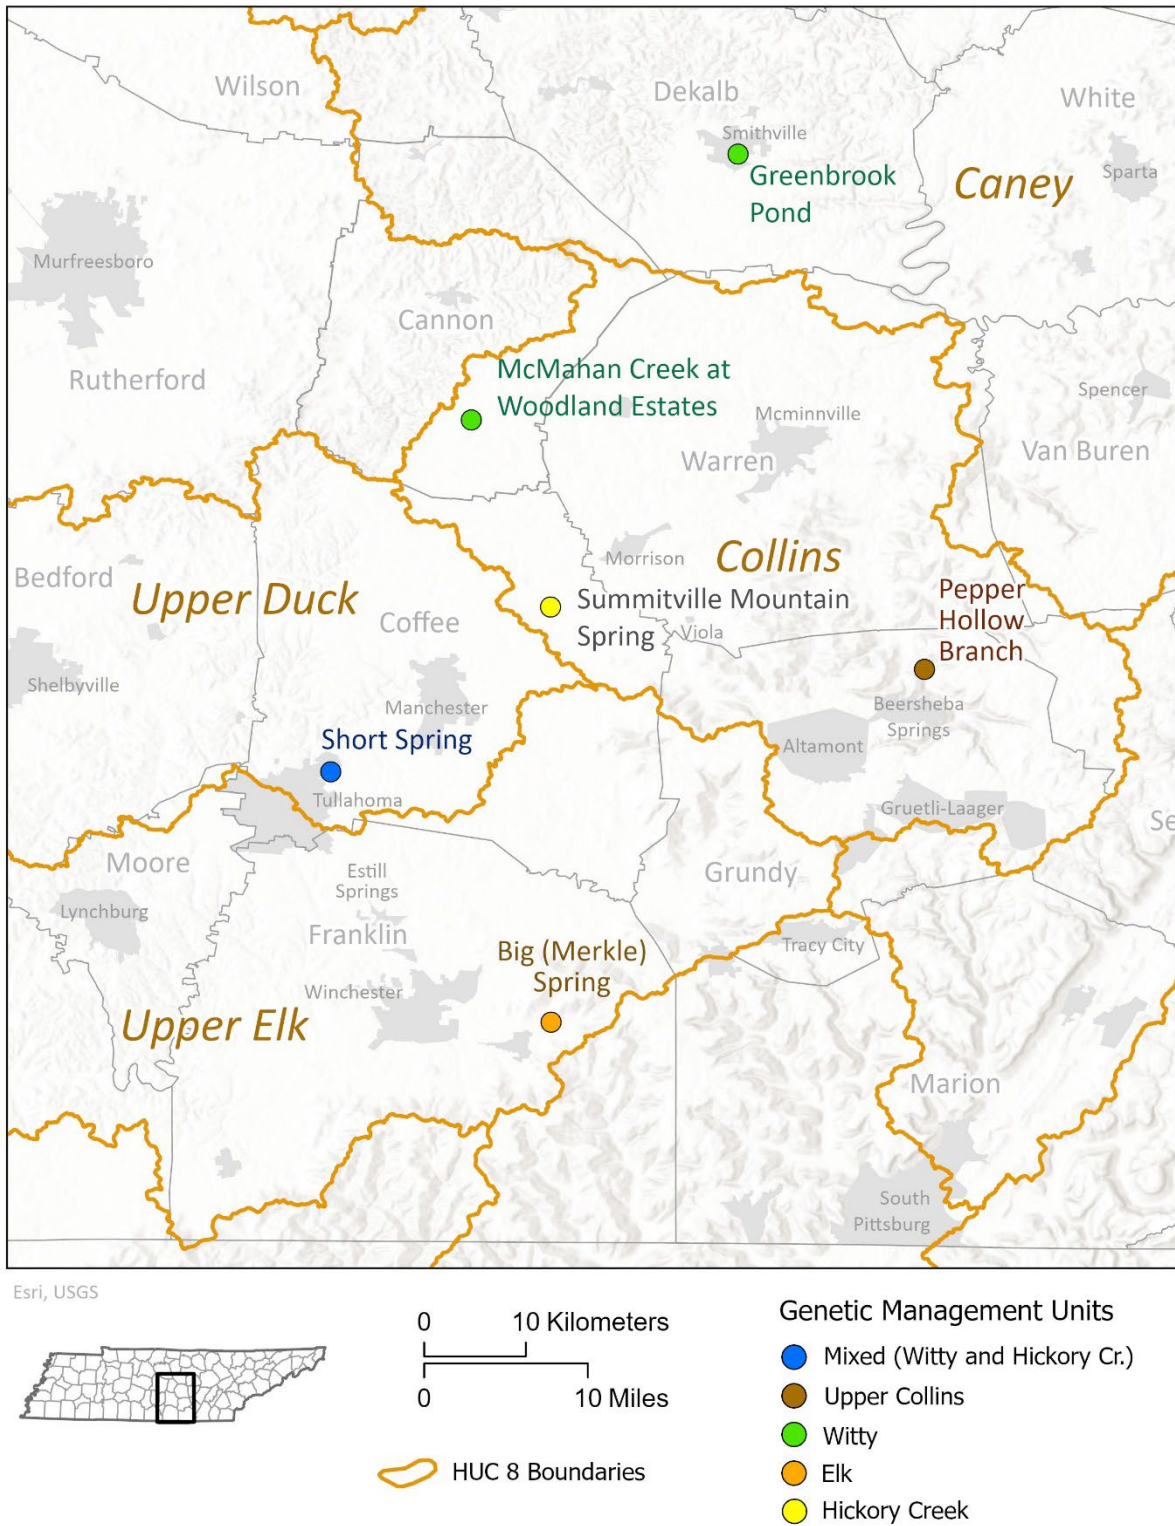 Wilson
Dekalb
White
Smithville
Greenbrook
Pond
Caney
Sparta
Murfreesboro
Cannon
Rutherford
McMahan Creek at
Woodland Estates
Mcminnville
Spencer
Warren
Van Buren
Morrison
Collins
Bedford
Upper Duck
Coffee
Summitville Mountain
Spring
Viola
Pepper
Hollow
Branch
Shelbyville
Manchester
Beersheba
Springs
Short Spring
Altamont
Tullahoma
Gruetli-Laager
Se
Moore
Estill
Springs
Grundy
Lynchburg
Franklin
Big (Merkle)
Spring
Tracy City
Winchester
Upper Elk
Marion
South
Pittsburg
Esri, USGS
0 10 Kilometers
0 10 Miles
HUC 8 Boundaries
Genetic Management Units
Mixed (Witty and Hickory Cr.)
Upper Collins
Witty
Elk
Hickory Creek